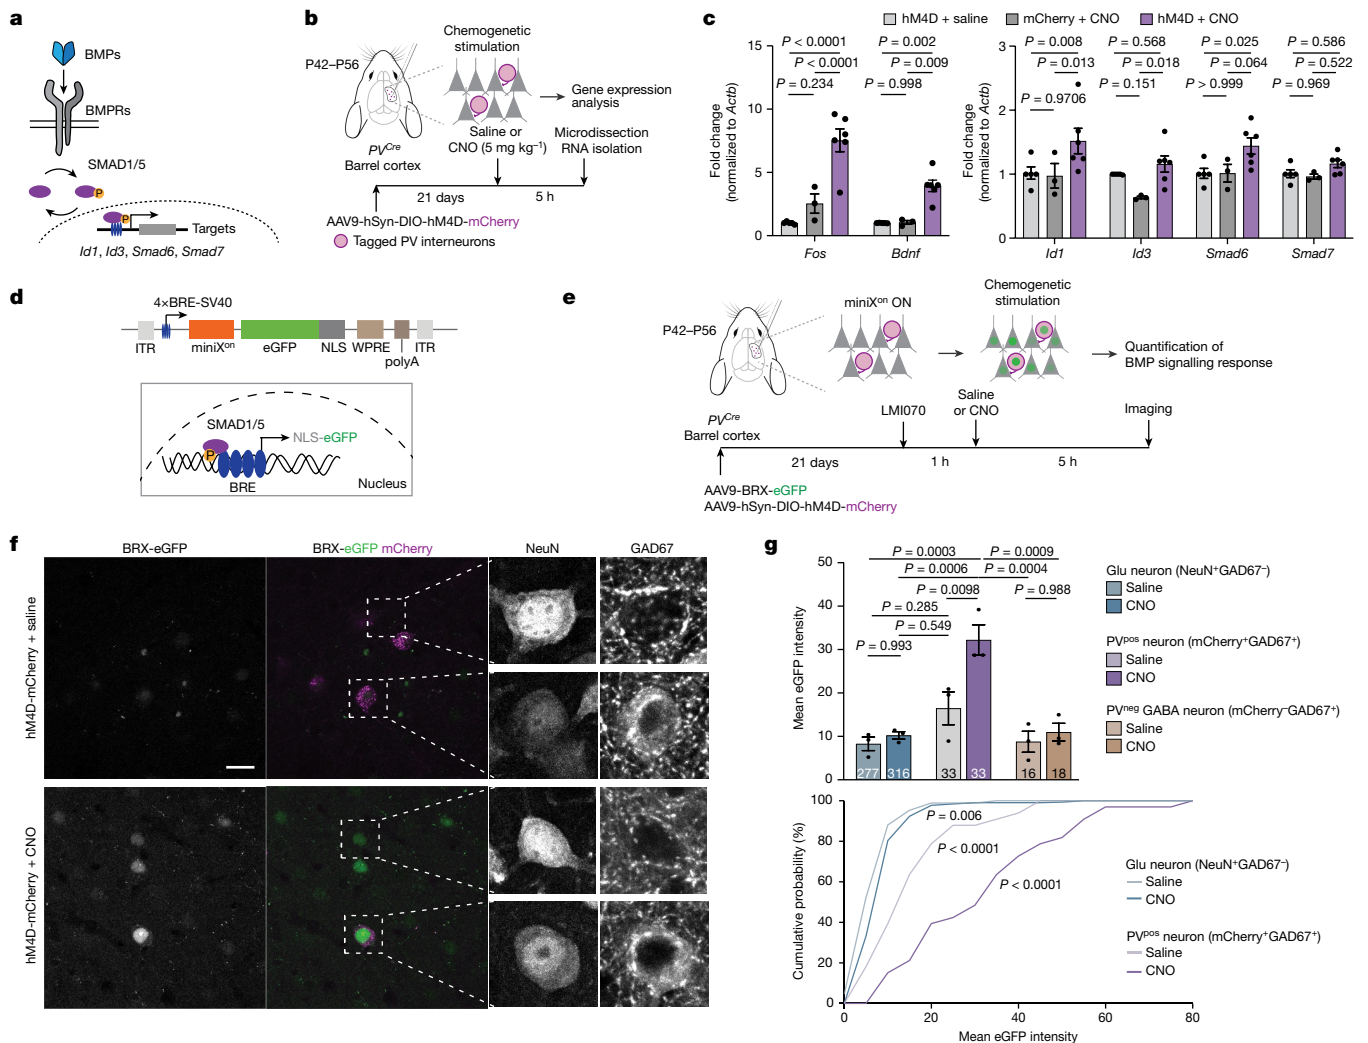 a
BMPs
BMPRs
SMAD1/5
P
P
Targets
Id1, Id3, Smad6, Smad7
b
P42–P56
Chemogenetic
stimulation
Gene expression
analysis
Saline or
CNO (5 mg kg⁻¹)
Microdissection
RNA isolation
PVCre
Barrel cortex
21 days
5 h
AAV9-hSyn-DIO-hM4D-mCherry
Tagged PV interneurons
c
hM4D + saline
mCherry + CNO
hM4D + CNO
P < 0.0001
P < 0.0001
P = 0.234
P = 0.002
P = 0.009
P = 0.998
Fold change
(normalized to Actb)
15
10
5
0
Fos
Bdnf
P = 0.008
P = 0.013
P = 0.9706
P = 0.568
P = 0.018
P = 0.151
P = 0.025
P = 0.064
P > 0.999
P = 0.586
P = 0.522
P = 0.969
Fold change
(normalized to Actb)
3
2
1
0
Id1
Id3
Smad6
Smad7
d
4×BRE-SV40
ITR
miniXon
eGFP
NLS
WPRE
polyA
ITR
SMAD1/5
P
NLS-eGFP
BRE
Nucleus
e
P42–P56
miniXon ON
Chemogenetic
stimulation
Quantification of
BMP signalling response
PVCre
Barrel cortex
LMI070
Saline
or CNO
Imaging
21 days
1 h
5 h
AAV9-BRX-eGFP
AAV9-hSyn-DIO-hM4D-mCherry
f
BRX-eGFP
BRX-eGFP mCherry
NeuN
GAD67
hM4D-mCherry + saline
hM4D-mCherry + CNO
g
P = 0.0003
P = 0.0009
P = 0.0006
P = 0.0004
P = 0.0098
P = 0.988
P = 0.285
P = 0.549
P = 0.993
Mean eGFP intensity
50
40
30
20
10
0
277
316
33
33
16
18
Glu neuron (NeuN⁺GAD67⁻)
Saline
CNO
PVpos neuron (mCherry⁺GAD67⁺)
Saline
CNO
PVneg GABA neuron (mCherry⁻GAD67⁺)
Saline
CNO
Cumulative probability (%)
100
80
60
40
20
0
P = 0.006
P < 0.0001
P < 0.0001
0
20
40
60
80
Mean eGFP intensity
Glu neuron (NeuN⁺GAD67⁻)
Saline
CNO
PVpos neuron (mCherry⁺GAD67⁺)
Saline
CNO